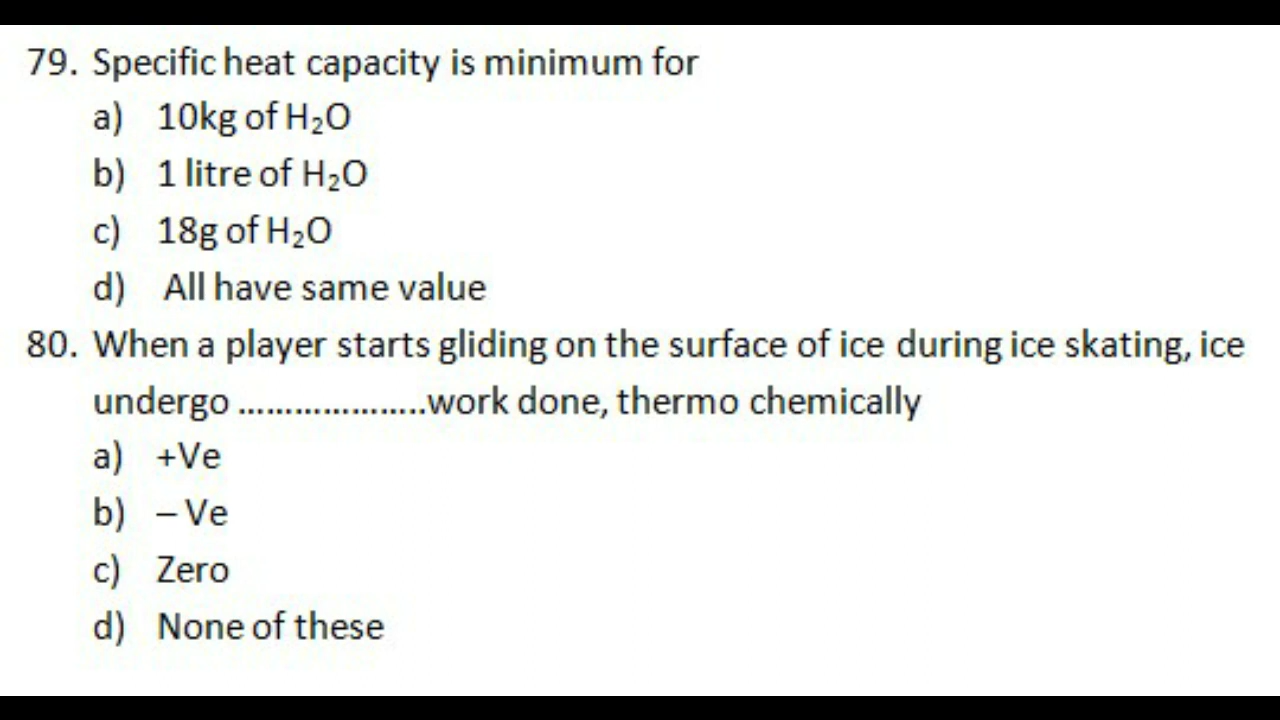 79. Specific heat capacity is minimum for
a) 10kg of H₂O
b) 1 litre of H₂O
c) 18g of H₂O
d) All have same value
80. When a player starts gliding on the surface of ice during ice skating, ice
undergo ....................work done, thermo chemically
a) +Ve
b) – Ve
c) Zero
d) None of these